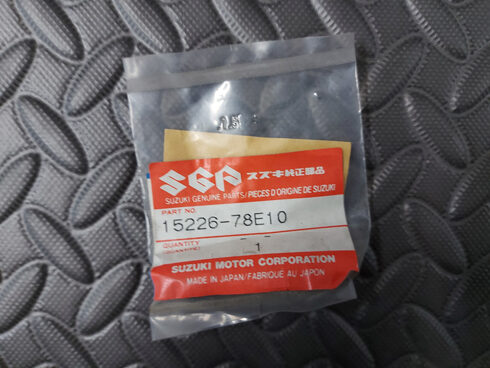 SGP スズキ純正部品
SUZUKI GENUINE PARTS/PIECES D'ORIGINE DE SUZUKI
PART NO.
15226-78E10
QUANTITY
1
SUZUKI MOTOR CORPORATION
MADE IN JAPAN/FABRIQUÉ AU JAPON